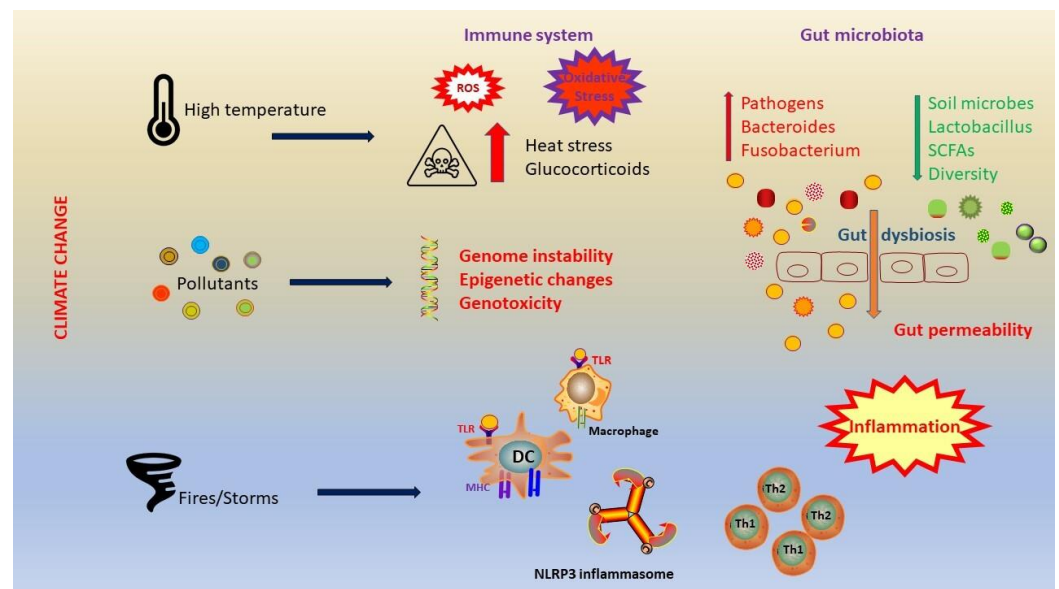 Immune system
Gut microbiota
High temperature
ROS
Oxidative
Stress
Heat stress
Glucocorticoids
Pathogens
Bacteroides
Fusobacterium
Soil microbes
Lactobacillus
SCFAs
Diversity
CLIMATE CHANGE
Pollutants
Genome instability
Epigenetic changes
Genotoxicity
Gut dysbiosis
Gut permeability
Fires/Storms
TLR
Macrophage
TLR
DC
MHC
NLRP3 inflammasome
Inflammation
Th2
Th1
Th2
Th1